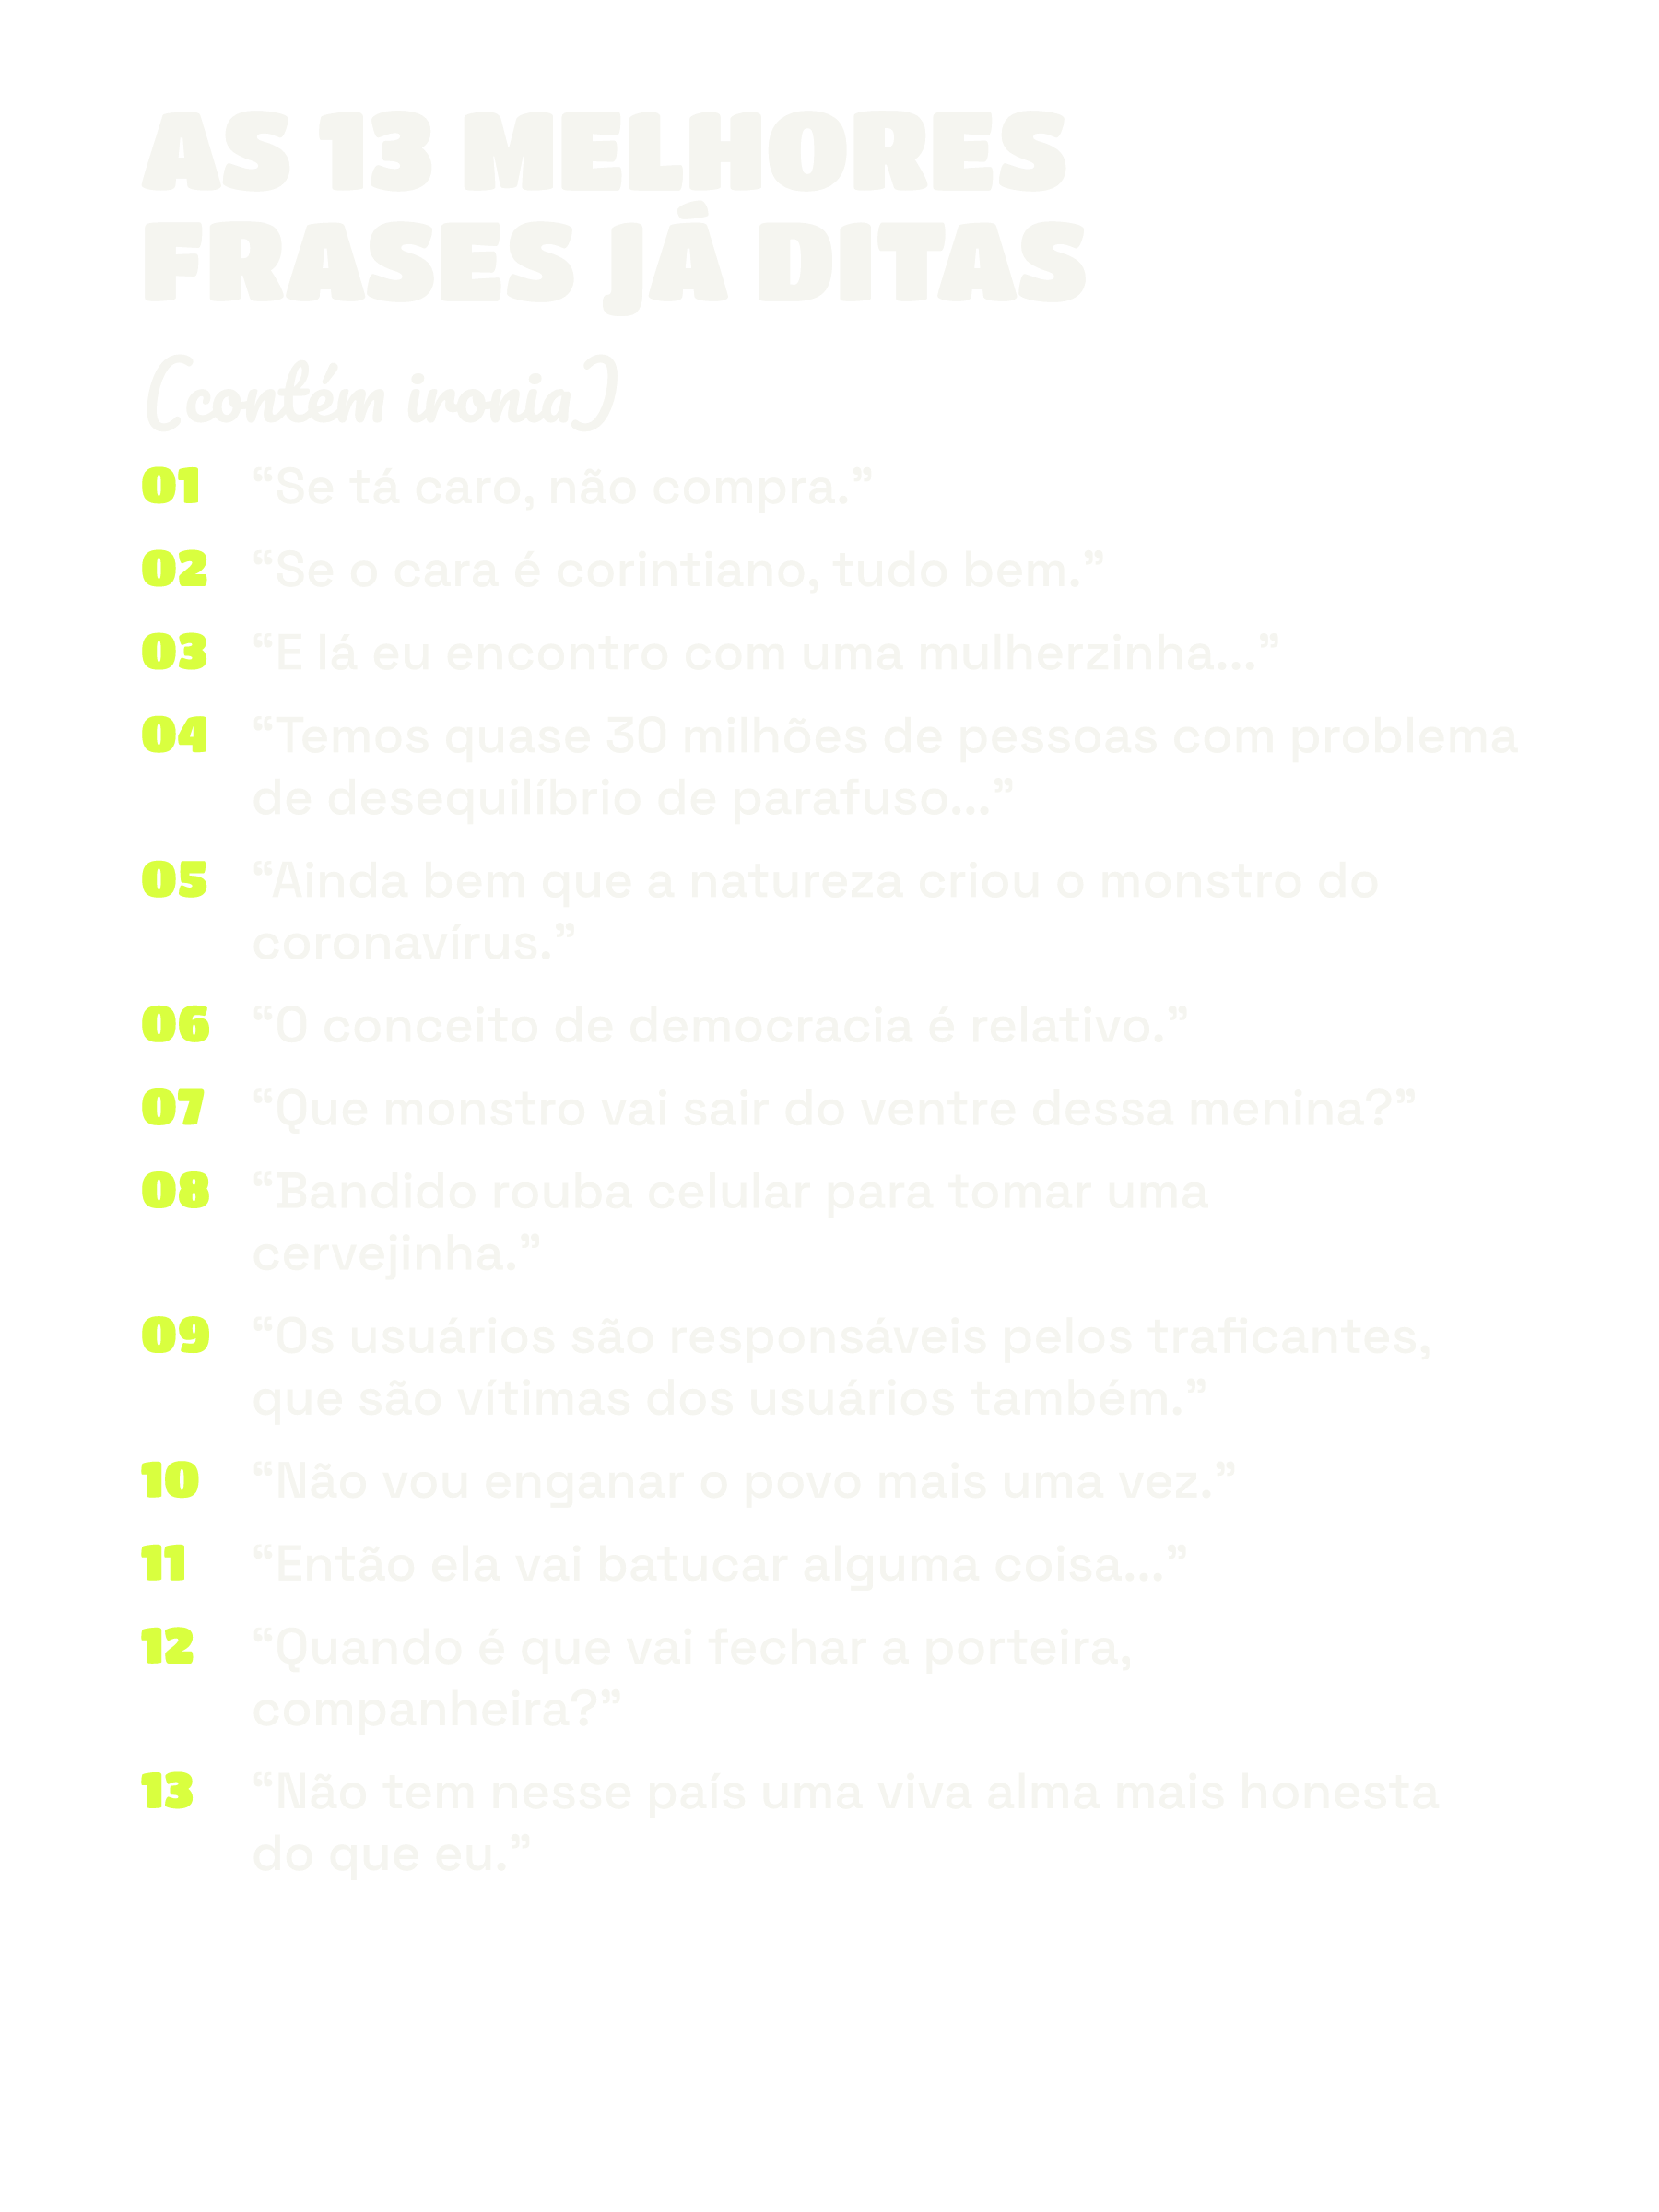 AS 13 MELHORES
FRASES JÁ DITAS
(contém ironia)
01 “Se tá caro, não compra.”
02 “Se o cara é corintiano, tudo bem.”
03 “E lá eu encontro com uma mulherzinha...”
04 “Temos quase 30 milhões de pessoas com problema
de desequilíbrio de parafuso...”
05 “Ainda bem que a natureza criou o monstro do
coronavírus.”
06 “O conceito de democracia é relativo.”
07 “Que monstro vai sair do ventre dessa menina?”
08 “Bandido rouba celular para tomar uma
cervejinha.”
09 “Os usuários são responsáveis pelos traficantes,
que são vítimas dos usuários também.”
10 “Não vou enganar o povo mais uma vez.”
11 “Então ela vai batucar alguma coisa...”
12 “Quando é que vai fechar a porteira,
companheira?”
13 “Não tem nesse país uma viva alma mais honesta
do que eu.”